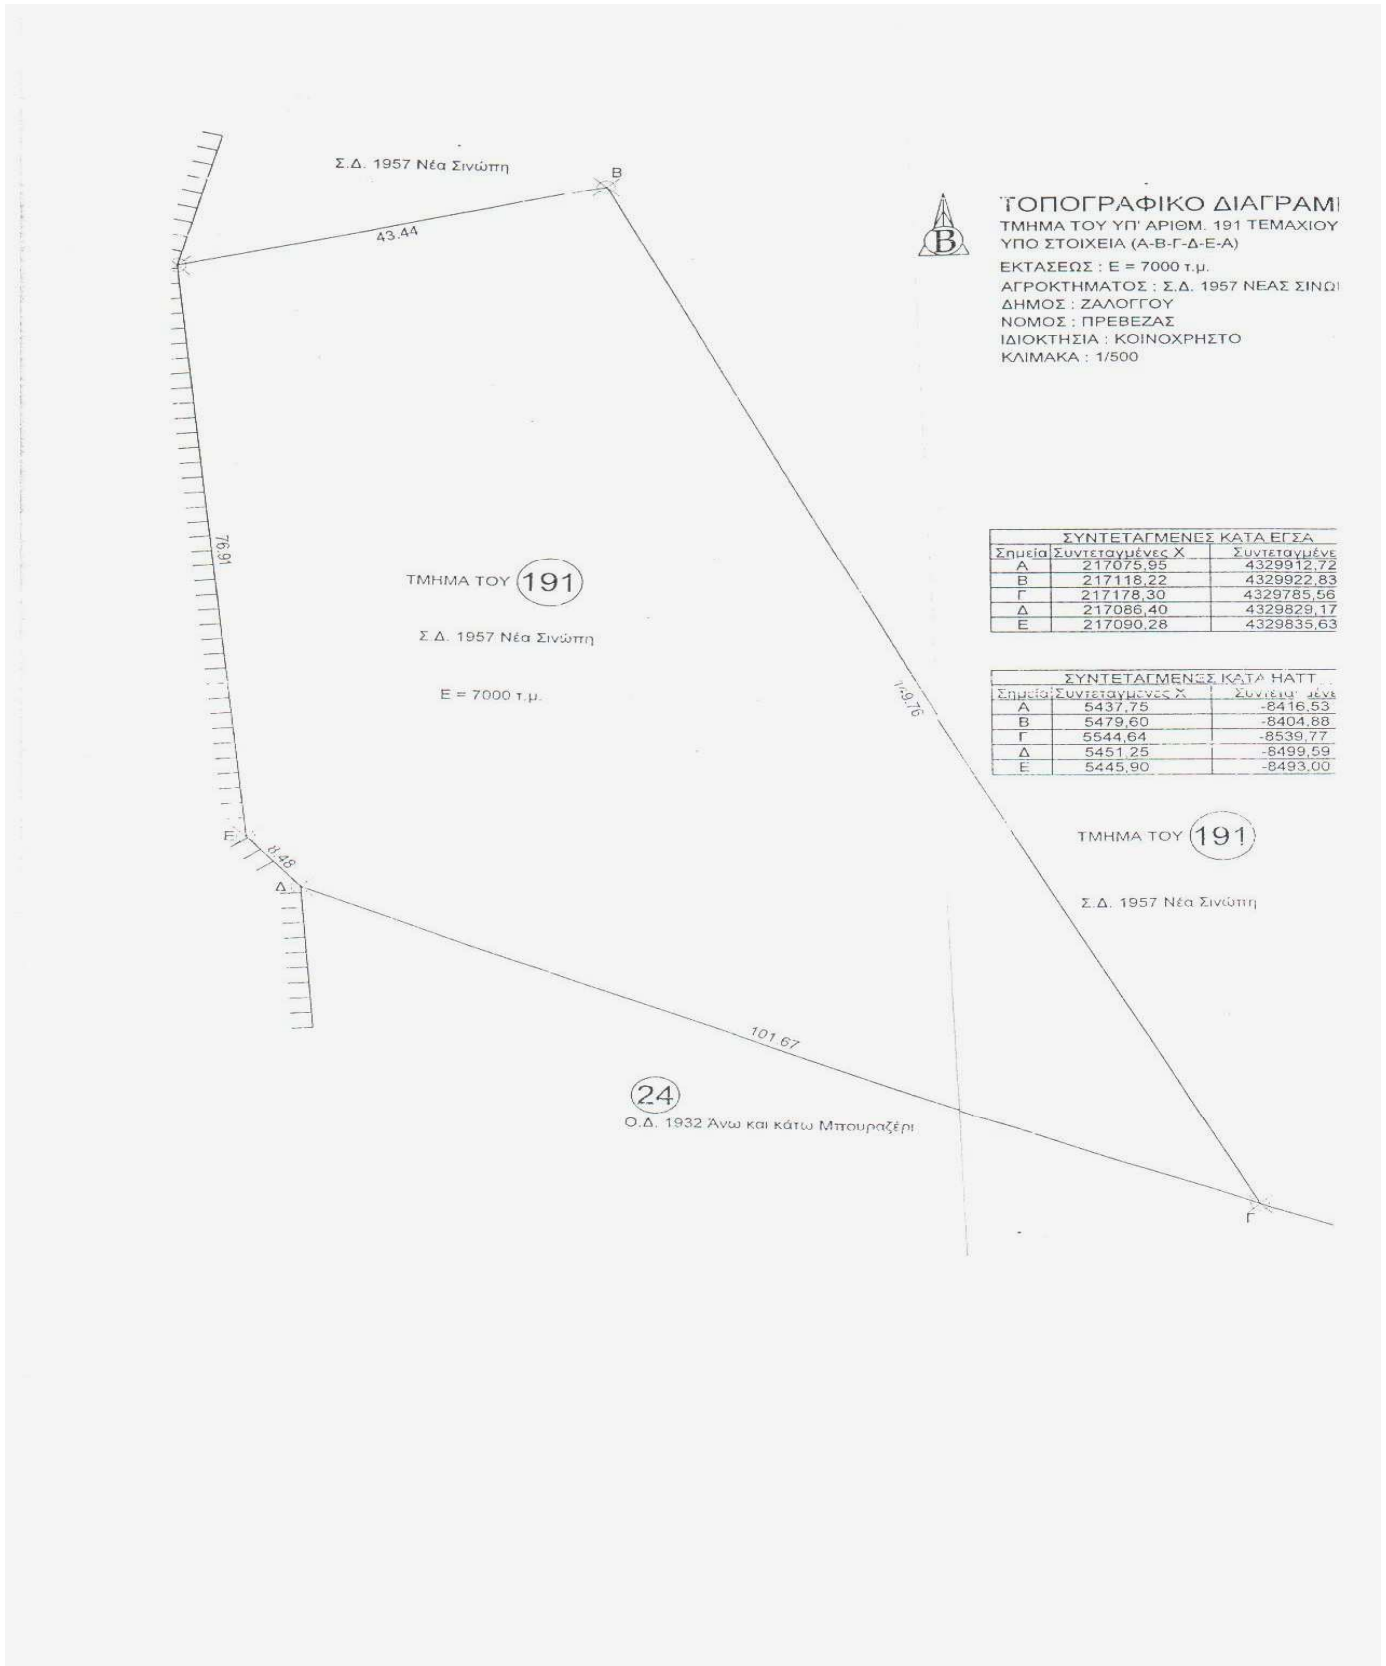 Σ.Δ. 1957 Νέα Σινώπη
Β
43.44
Β
ΤΟΠΟΓΡΑΦΙΚΟ ΔΙΑΓΡΑΜ
ΤΜΗΜΑ ΤΟΥ ΥΠ' ΑΡΙΘΜ. 191 ΤΕΜΑΧΙΟΥ
ΥΠΟ ΣΤΟΙΧΕΙΑ (Α-Β-Γ-Δ-Ε-Α)
ΕΚΤΑΣΕΩΣ : Ε = 7000 τ.μ.
ΑΓΡΟΚΤΗΜΑΤΟΣ : Σ.Δ. 1957 ΝΕΑΣ ΣΙΝΩ
ΔΗΜΟΣ : ΖΑΛΟΓΓΟΥ
ΝΟΜΟΣ : ΠΡΕΒΕΖΑΣ
ΙΔΙΟΚΤΗΣΙΑ : ΚΟΙΝΟΧΡΗΣΤΟ
ΚΛΙΜΑΚΑ : 1/500
76.91
ΤΜΗΜΑ ΤΟΥ 191
Σ.Δ. 1957 Νέα Σινώπη
Ε = 7000 τ.μ.
ΣΥΝΤΕΤΑΓΜΕΝΕΣ ΚΑΤΑ ΕΓΣΑ
Σημεία Συντεταγμένες Χ Συντεταγμένε
Α 217075,95 4329912,72
Β 217118,22 4329922,83
Γ 217178,30 4329785,56
Δ 217086,40 4329829,17
Ε 217090,28 4329835,63
ΣΥΝΤΕΤΑΓΜΕΝΕΣ ΚΑΤΑ HATT
Σημεία Συντεταγμένες Χ
Α 5437,75 -8416,53
Β 5479,60 -8404,88
Γ 5544,64 -8539,77
Δ 5451,25 -8499,59
Ε 5445,90 -8493,00
149.76
ΤΜΗΜΑ ΤΟΥ 191
Σ.Δ. 1957 Νέα Σινώπη
Ε
8.48
Δ
101.67
24
Ο.Δ. 1932 Άνω και κάτω Μπουραζέρι
Γ